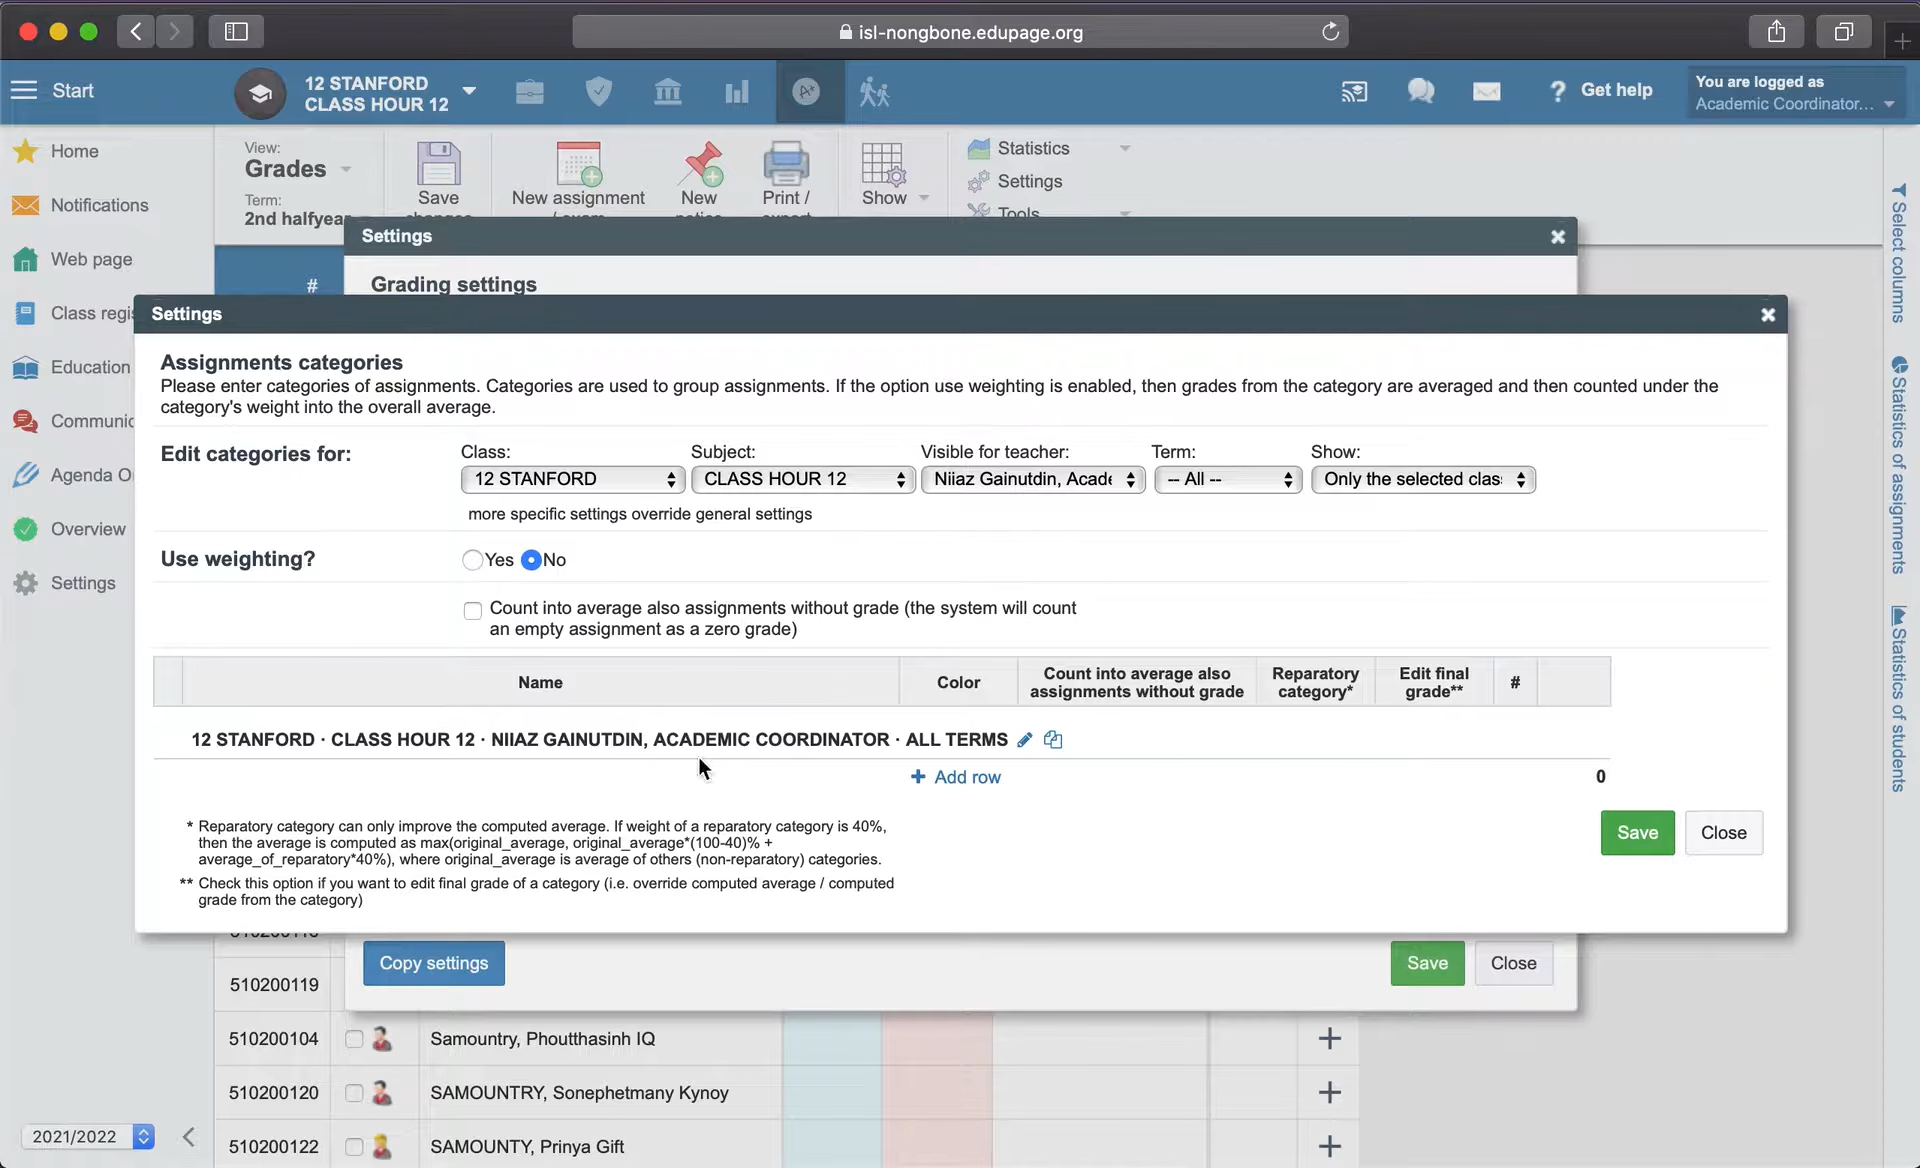 isl-nongbone.edupage.org
Start
12 STANFORD
CLASS HOUR 12
Get help
You are logged as
Academic Coordinator...
Home
Notifications
Web page
Class regi
Education
Communic
Agenda O
Overview
Settings
2021/2022
View:
Grades
Term:
2nd halfyear
Save
New assignment
New
Print /
Show
Statistics
Settings
Tools
Select columns
Statistics of assignments
Statistics of students
#
Settings
Grading settings
Settings
Assignments categories
Please enter categories of assignments. Categories are used to group assignments. If the option use weighting is enabled, then grades from the category are averaged and then counted under the
category's weight into the overall average.
Edit categories for:
Class:
Subject:
Visible for teacher:
Term:
Show:
12 STANFORD
CLASS HOUR 12
Niiaz Gainutdin, Acade
-- All --
Only the selected clas:
more specific settings override general settings
Use weighting?
Yes
No
Count into average also assignments without grade (the system will count
an empty assignment as a zero grade)
Name
Color
Count into average also
assignments without grade
Reparatory
category*
Edit final
grade**
#
12 STANFORD · CLASS HOUR 12 · NIIAZ GAINUTDIN, ACADEMIC COORDINATOR · ALL TERMS
+ Add row
0
* Reparatory category can only improve the computed average. If weight of a reparatory category is 40%,
then the average is computed as max(original_average, original_average*(100-40)% +
average_of_reparatory*40%), where original_average is average of others (non-reparatory) categories.
** Check this option if you want to edit final grade of a category (i.e. override computed average / computed
grade from the category)
Save
Close
Copy settings
Save
Close
510200119
510200104
Samountry, Phoutthasinh IQ
510200120
SAMOUNTRY, Sonephetmany Kynoy
510200122
SAMOUNTY, Prinya Gift